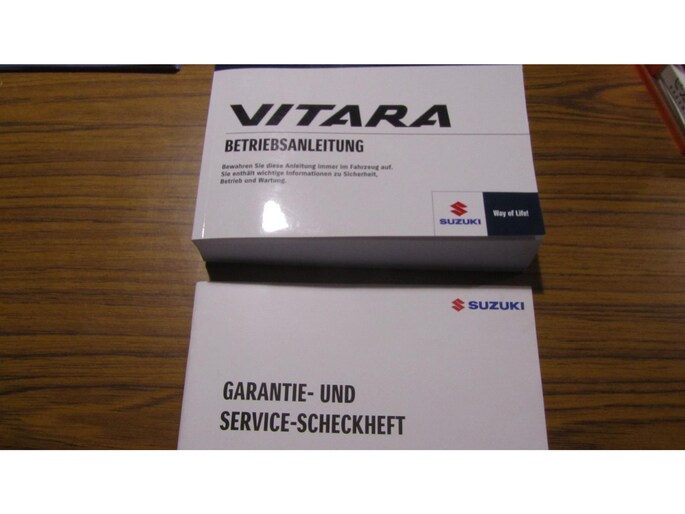 VITARA
BETRIEBSANLEITUNG
Bewahren Sie diese Anleitung immer im Fahrzeug auf.
Sie enthält wichtige Informationen zu Sicherheit,
Betrieb und Wartung.
SUZUKI
Way of Life!
SUZUKI
GARANTIE- UND
SERVICE-SCHECKHEFT